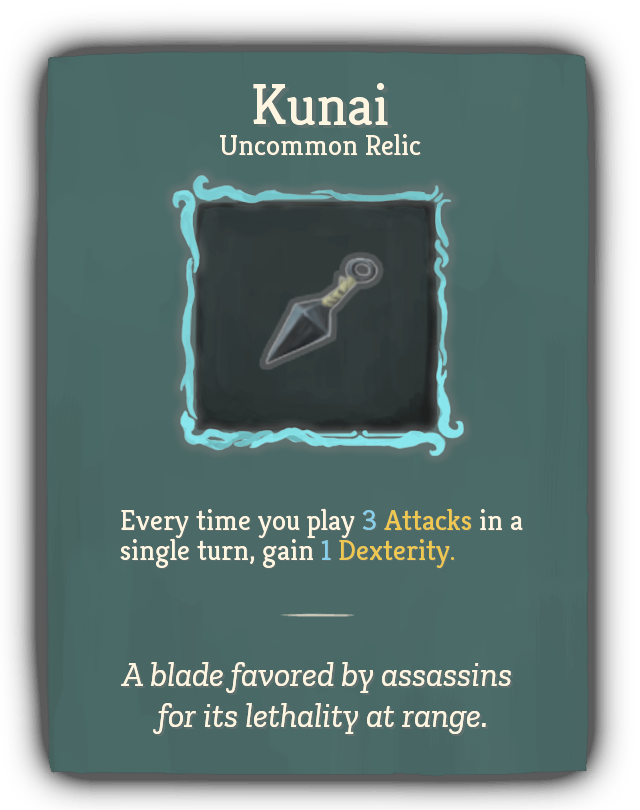 Kunai
Uncommon Relic
Every time you play 3 Attacks in a
single turn, gain 1 Dexterity.
A blade favored by assassins
for its lethality at range.